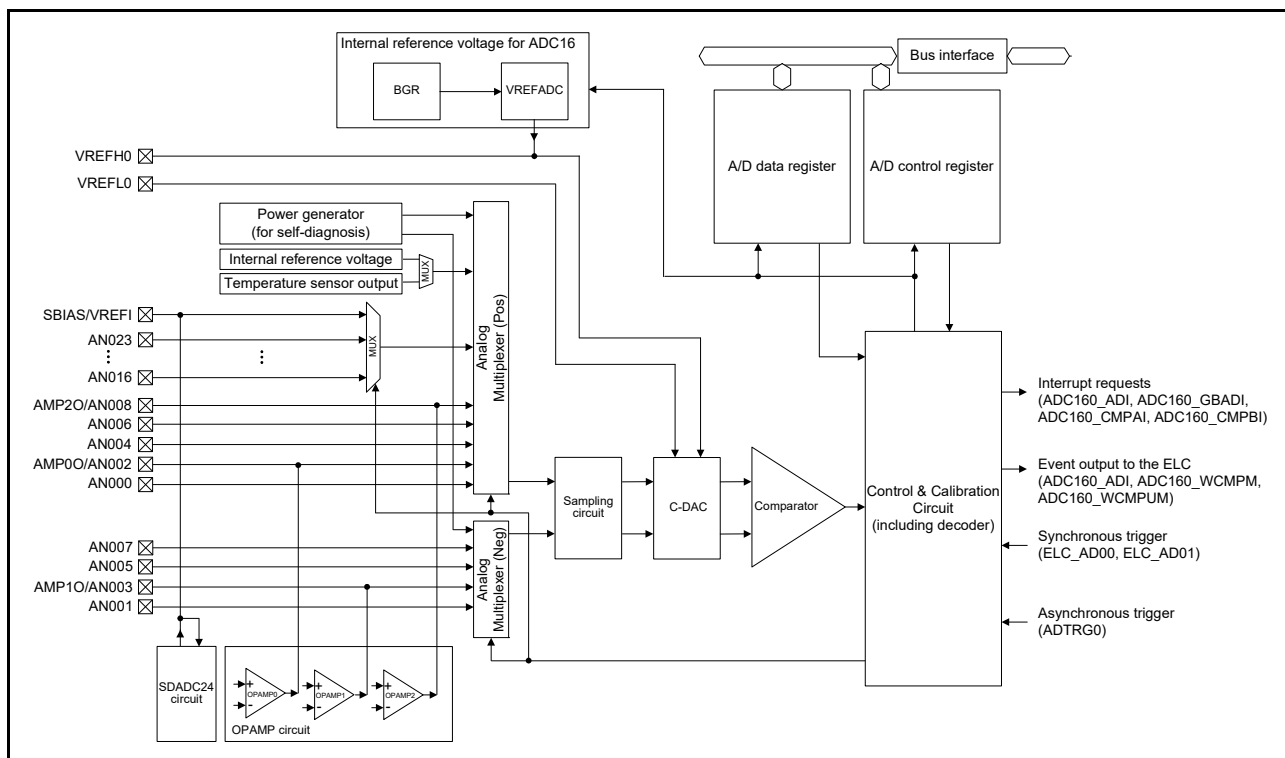 Internal reference voltage for ADC16
BGR
VREFADC
Bus interface
A/D data register
A/D control register
VREFH0
VREFL0
Power generator
(for self-diagnosis)
Internal reference voltage
Temperature sensor output
MUX
SBIAS/VREFI
AN023
AN016
MUX
AMP2O/AN008
AN006
AN004
AMP0O/AN002
AN000
Analog
Multiplexer (Pos)
AN007
AN005
AMP1O/AN003
AN001
Analog
Multiplexer (Neg)
Sampling
circuit
C-DAC
Comparator
Control & Calibration
Circuit
(including decoder)
Interrupt requests
(ADC160_ADI, ADC160_GBADI,
ADC160_CMPAI, ADC160_CMPBI)
Event output to the ELC
(ADC160_ADI, ADC160_WCMPM,
ADC160_WCMPUM)
Synchronous trigger
(ELC_AD00, ELC_AD01)
Asynchronous trigger
(ADTRG0)
SDADC24
circuit
+
-
OPAMP0
+
-
OPAMP1
+
-
OPAMP2
OPAMP circuit